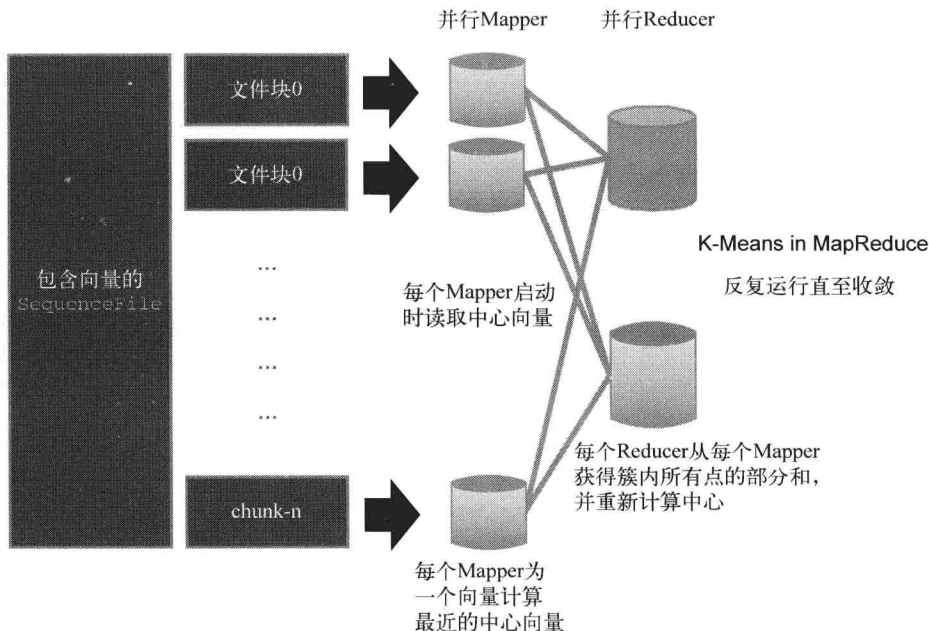 并行Mapper
并行Reducer
文件块0
文件块0
包含向量的
SequenceFile
...
...
...
...
K-Means in MapReduce
反复运行直至收敛
每个Mapper启动
时读取中心向量
每个Reducer从每个Mapper
获得簇内所有点的部分和，
并重新计算中心
chunk-n
每个Mapper为
一个向量计算
最近的中心向量